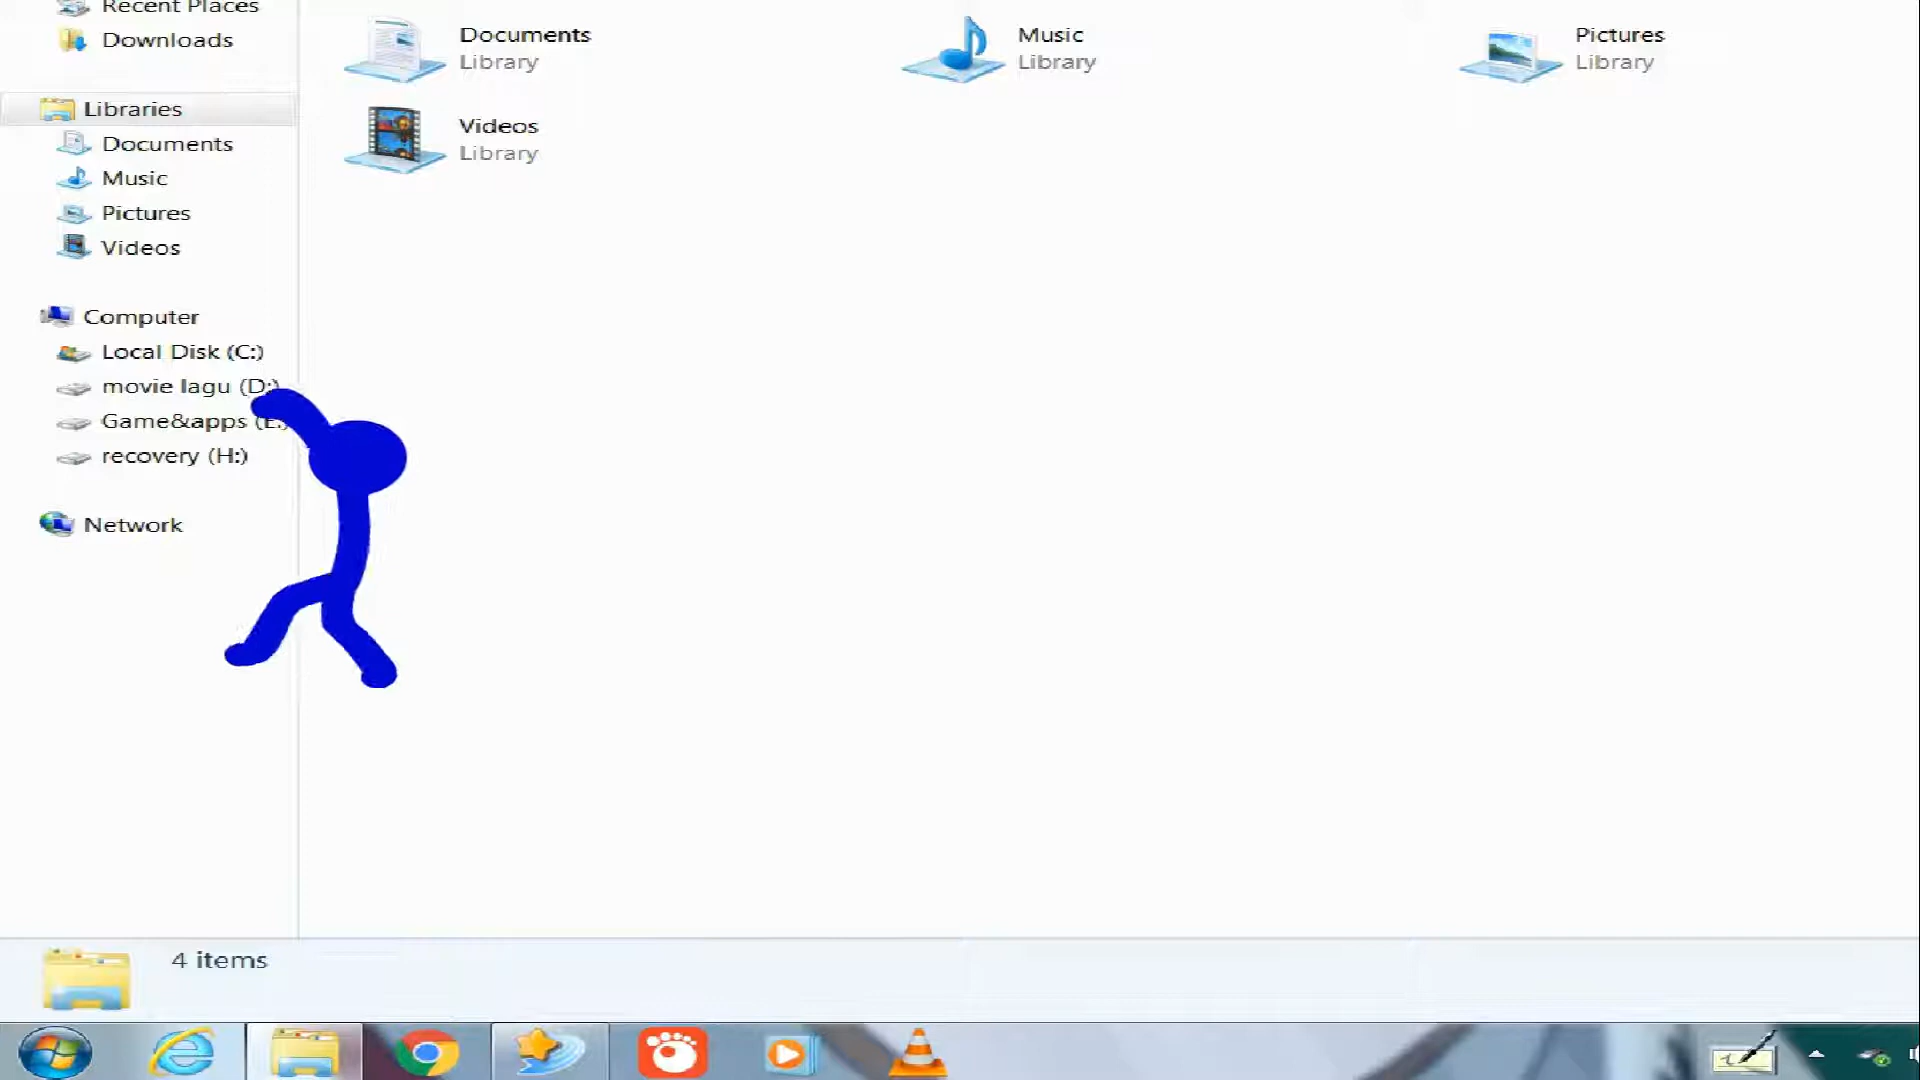 Recent Places
Downloads
Libraries
Documents
Music
Pictures
Videos
Computer
Local Disk (C:)
movie lagu (D:)
Game&apps (E:)
recovery (H:)
Network
Documents
Library
Music
Library
Pictures
Library
Videos
Library
4 items